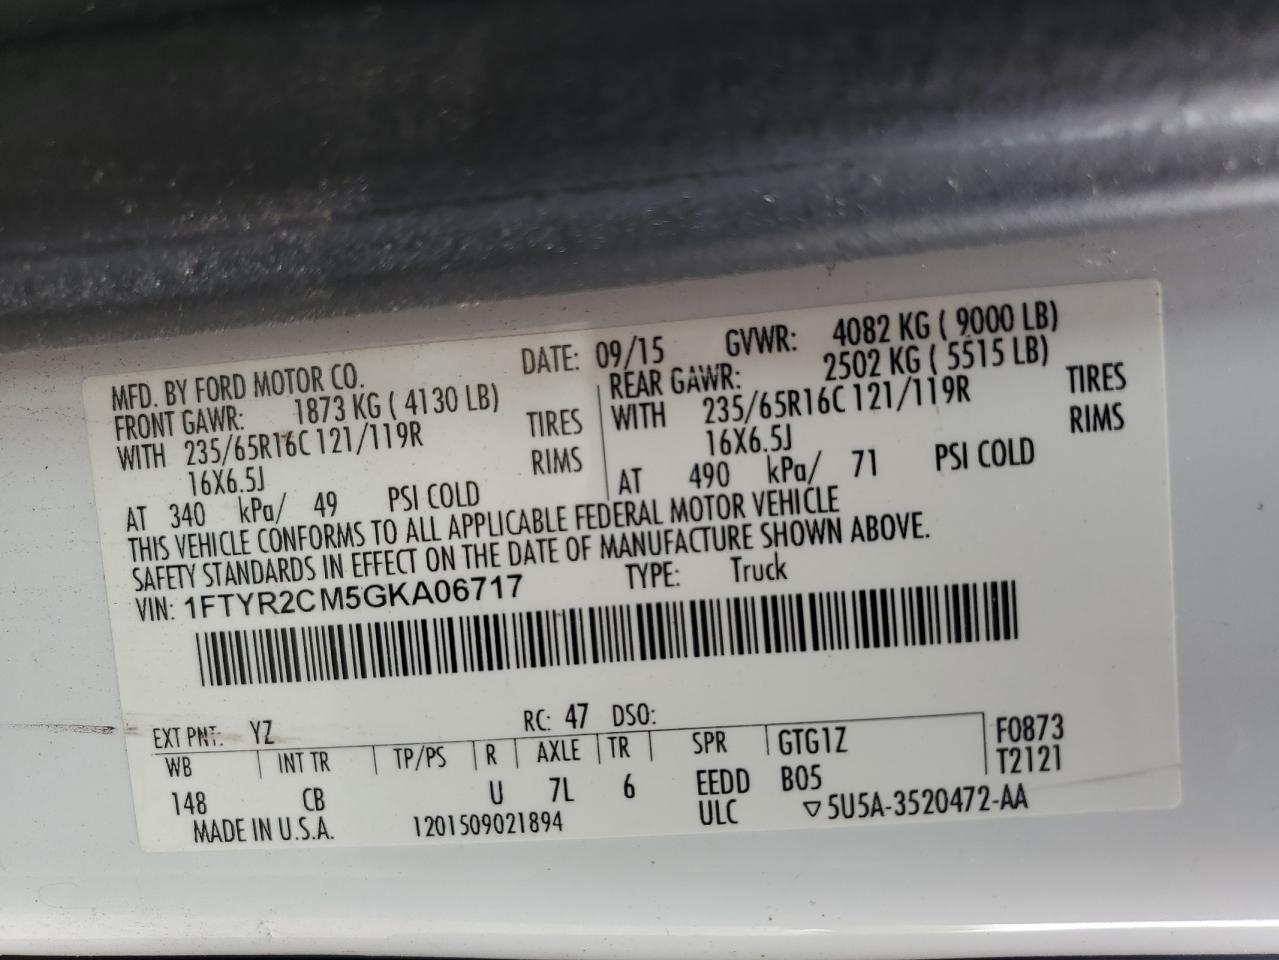 MFD. BY FORD MOTOR CO. DATE: 09/15 GVWR: 4082 KG ( 9000 LB)
FRONT GAWR: 1873 KG ( 4130 LB)
WITH 235/65R16C 121/119R TIRES
16X6.5J RIMS
AT 340 kPa/ 49 PSI COLD
REAR GAWR: 2502 KG ( 5515 LB)
WITH 235/65R16C 121/119R TIRES
16X6.5J RIMS
AT 490 kPa/ 71 PSI COLD
THIS VEHICLE CONFORMS TO ALL APPLICABLE FEDERAL MOTOR VEHICLE
SAFETY STANDARDS IN EFFECT ON THE DATE OF MANUFACTURE SHOWN ABOVE.
VIN: 1FTYR2CM5GKA06717 TYPE: Truck
EXT PNT: YZ RC: 47 DSO:
WB INT TR TP/PS R AXLE TR SPR GTG1Z F0873
148 CB U 7L 6 EEDD B05 T2121
MADE IN U.S.A. 1201509021894 ULC ▽5U5A-3520472-AA